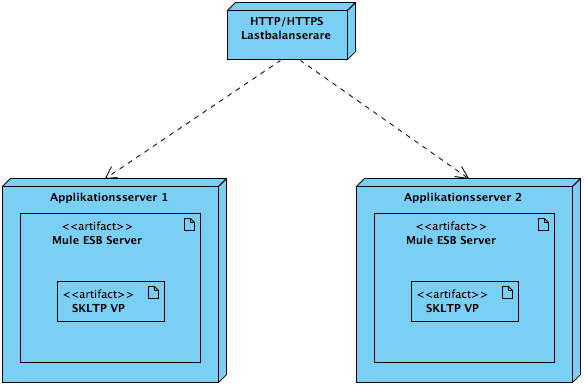 HTTP/HTTPS
Lastbalanserare
Applikationsserver 1
<<artifact>>
Mule ESB Server
<<artifact>>
SKLTP VP
Applikationsserver 2
<<artifact>>
Mule ESB Server
<<artifact>>
SKLTP VP